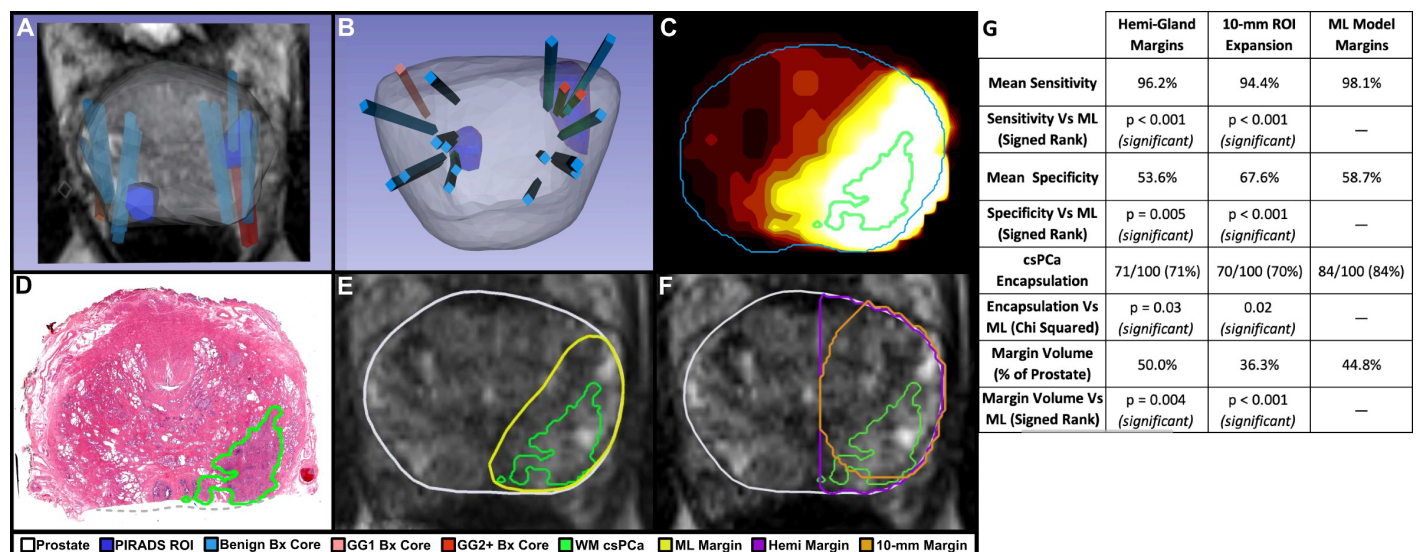 A
B
C
D
E
F
Prostate PIRADS ROI Benign Bx Core GG1 Bx Core GG2+ Bx Core WM csPCa ML Margin Hemi Margin 10-mm Margin
G
Hemi-Gland Margins 10-mm ROI Expansion ML Model Margins
Mean Sensitivity 96.2% 94.4% 98.1%
Sensitivity Vs ML (Signed Rank) p < 0.001 (significant) p < 0.001 (significant) —
Mean Specificity 53.6% 67.6% 58.7%
Specificity Vs ML (Signed Rank) p = 0.005 (significant) p < 0.001 (significant) —
csPCa Encapsulation 71/100 (71%) 70/100 (70%) 84/100 (84%)
Encapsulation Vs ML (Chi Squared) p = 0.03 (significant) 0.02 (significant) —
Margin Volume (% of Prostate) 50.0% 36.3% 44.8%
Margin Volume Vs ML (Signed Rank) p = 0.004 (significant) p < 0.001 (significant) —